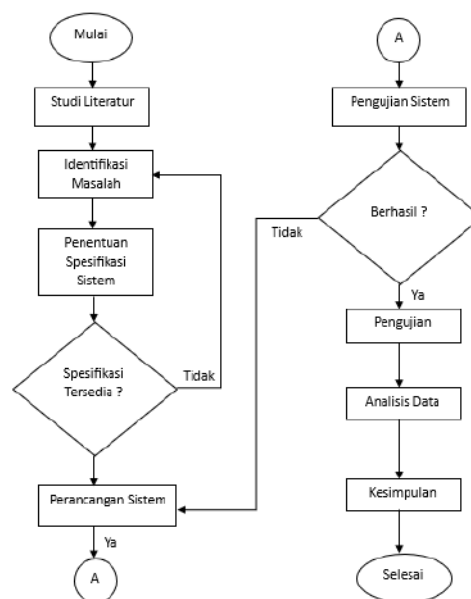 Mulai
Studi Literatur
Identifikasi
Masalah
Penentuan
Spesifikasi
Sistem
Spesifikasi
Tersedia ?
Tidak
Perancangan Sistem
Ya
A
A
Pengujian Sistem
Berhasil ?
Tidak
Ya
Pengujian
Analisis Data
Kesimpulan
Selesai